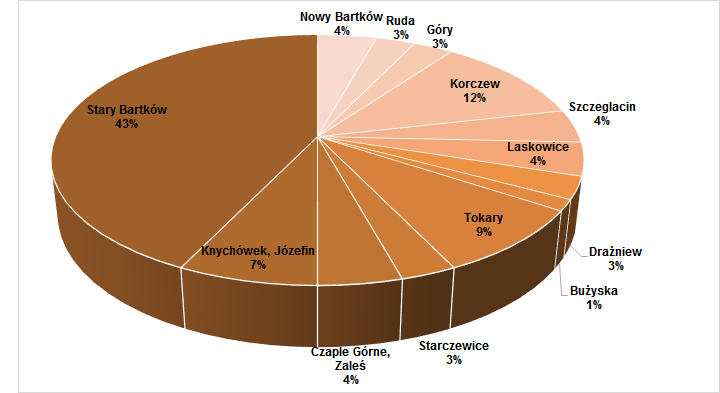 Nowy Bartków
4%
Ruda
3%
Góry
3%
Korczew
12%
Szczeglacin
4%
Laskowice
4%
Drażniew
3%
Bużyska
1%
Tokary
9%
Starczewice
3%
Czaple Górne,
Zaleś
4%
Knychówek, Józefin
7%
Stary Bartków
43%